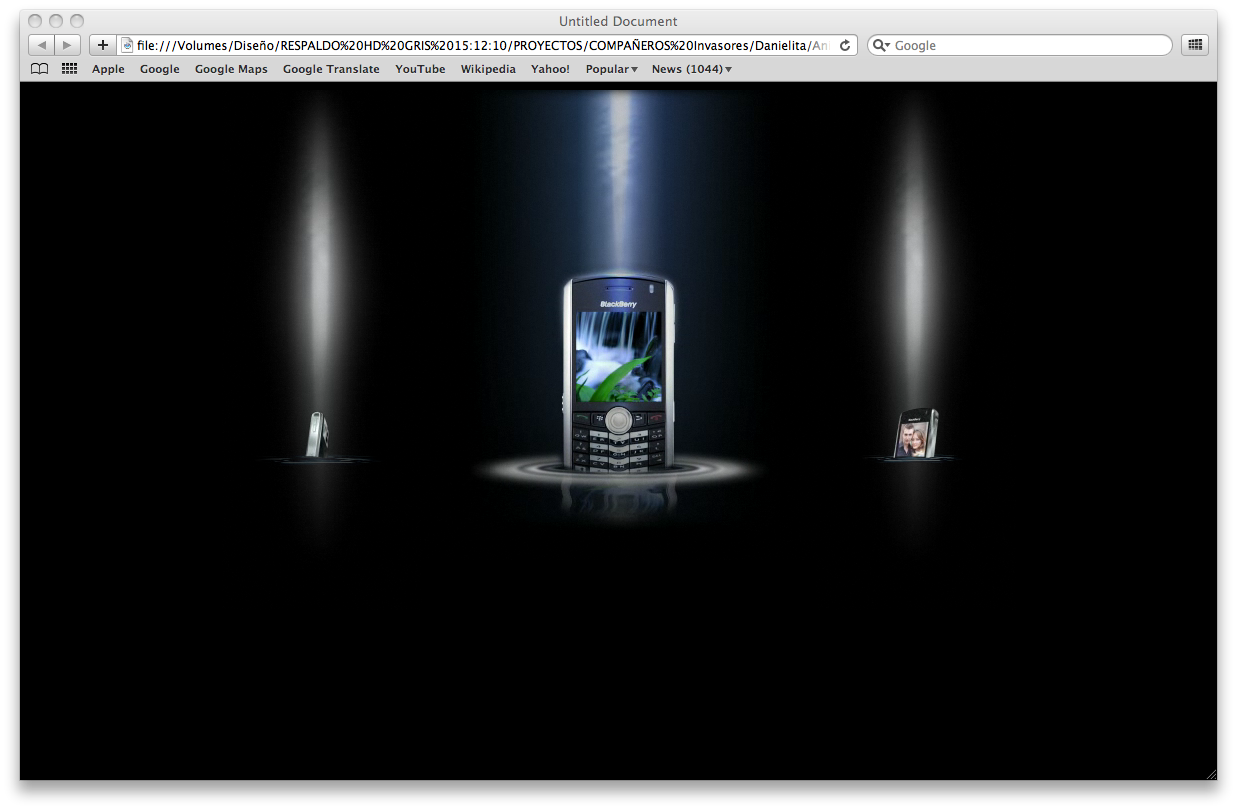 Untitled Document
file:///Volumes/Diseño/RESPALDO%20HD%20GRIS%2015:12:10/PROYECTOS/COMPAÑEROS%20Invasores/Danielita/An
Google
Apple Google Google Maps Google Translate YouTube Wikipedia Yahoo! Popular News (1044)
BlackBerry